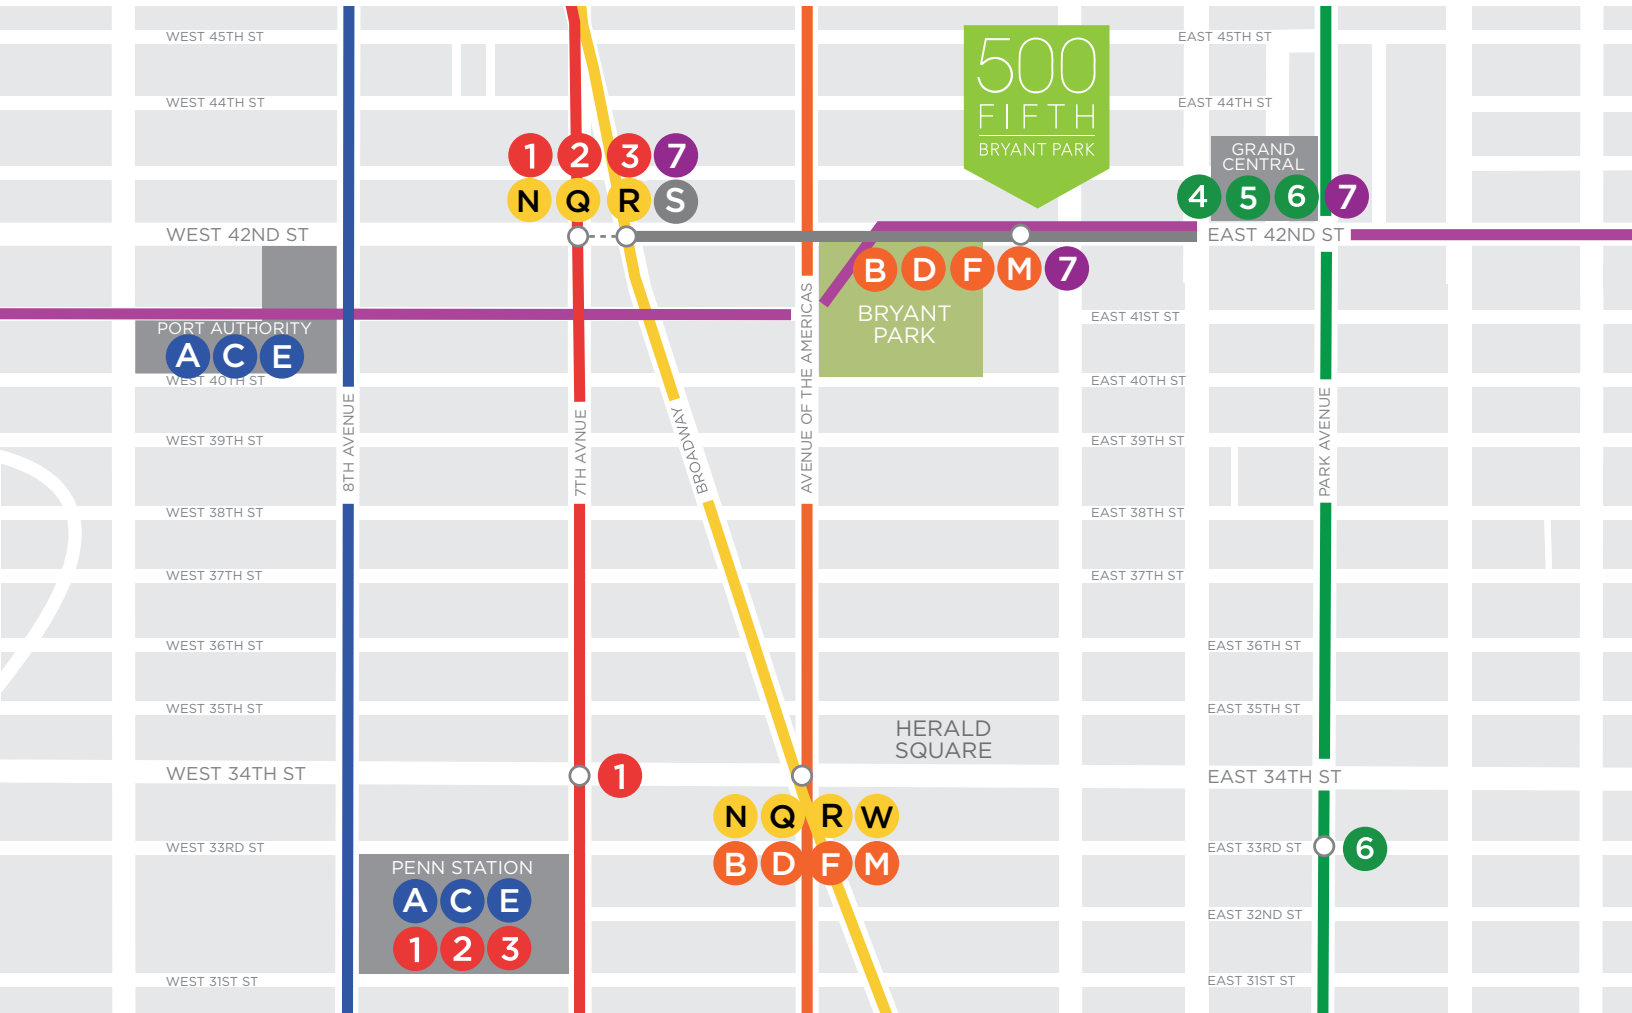 WEST 45TH ST
EAST 45TH ST
500
FIFTH
BRYANT PARK
WEST 44TH ST
EAST 44TH ST
1 2 3 7
N Q R S
GRAND
CENTRAL
4 5 6 7
WEST 42ND ST
EAST 42ND ST
B D F M 7
BRYANT
PARK
EAST 41ST ST
PORT AUTHORITY
A C E
WEST 40TH ST
EAST 40TH ST
8TH AVENUE
7TH AVNUE
BROADWAY
AVENUE OF THE AMERICAS
PARK AVENUE
WEST 39TH ST
EAST 39TH ST
WEST 38TH ST
EAST 38TH ST
WEST 37TH ST
EAST 37TH ST
WEST 36TH ST
EAST 36TH ST
WEST 35TH ST
EAST 35TH ST
HERALD
SQUARE
WEST 34TH ST
1
EAST 34TH ST
N Q R W
B D F M
WEST 33RD ST
EAST 33RD ST
6
PENN STATION
A C E
1 2 3
EAST 32ND ST
WEST 31ST ST
EAST 31ST ST